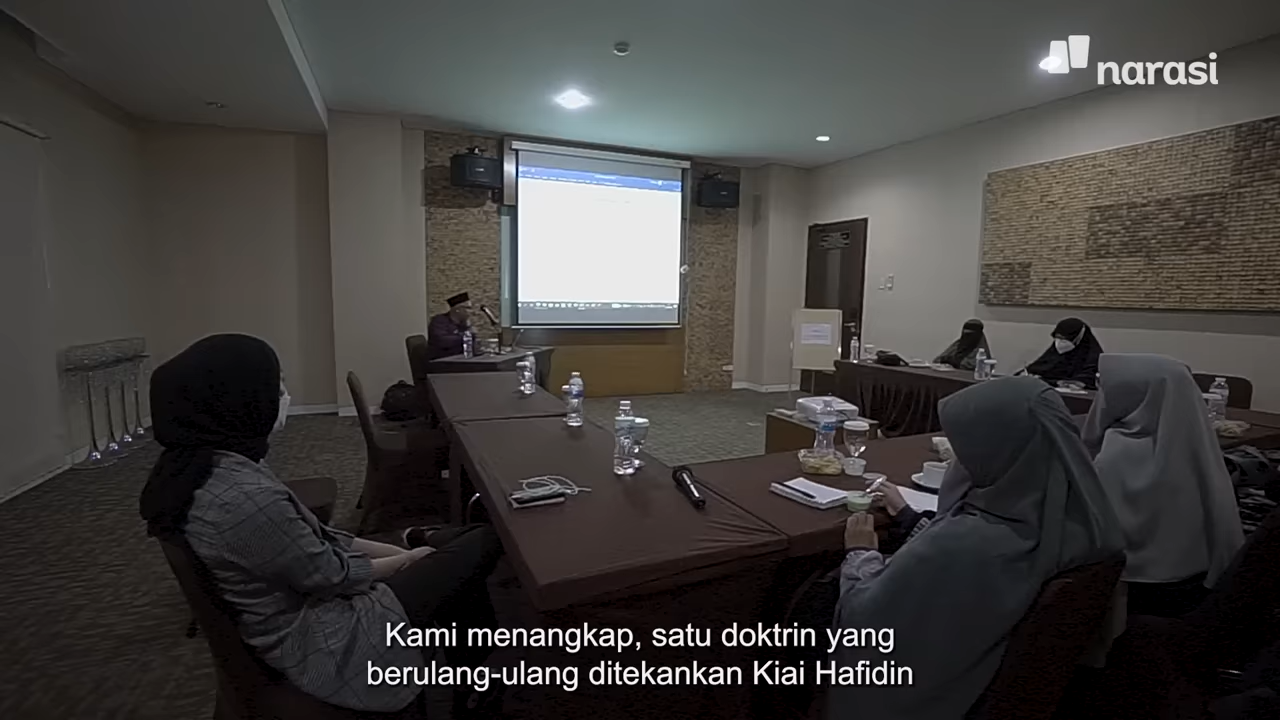 narasi
Kami menangkap, satu doktrin yang
berulang-ulang ditekankan Kiai Hafidin